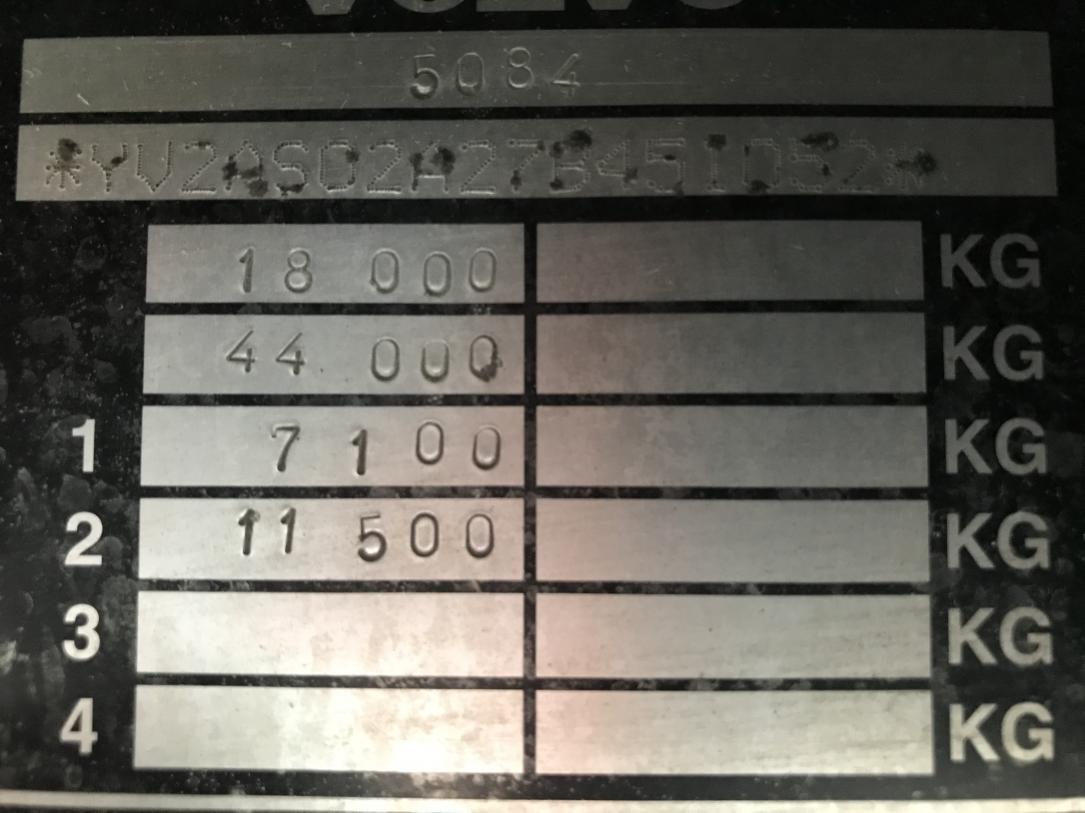 VOLVO
5084
*YV2AS02A27B451052*
18 000 KG
44 000 KG
1 7 100 KG
2 11 500 KG
3 KG
4 KG